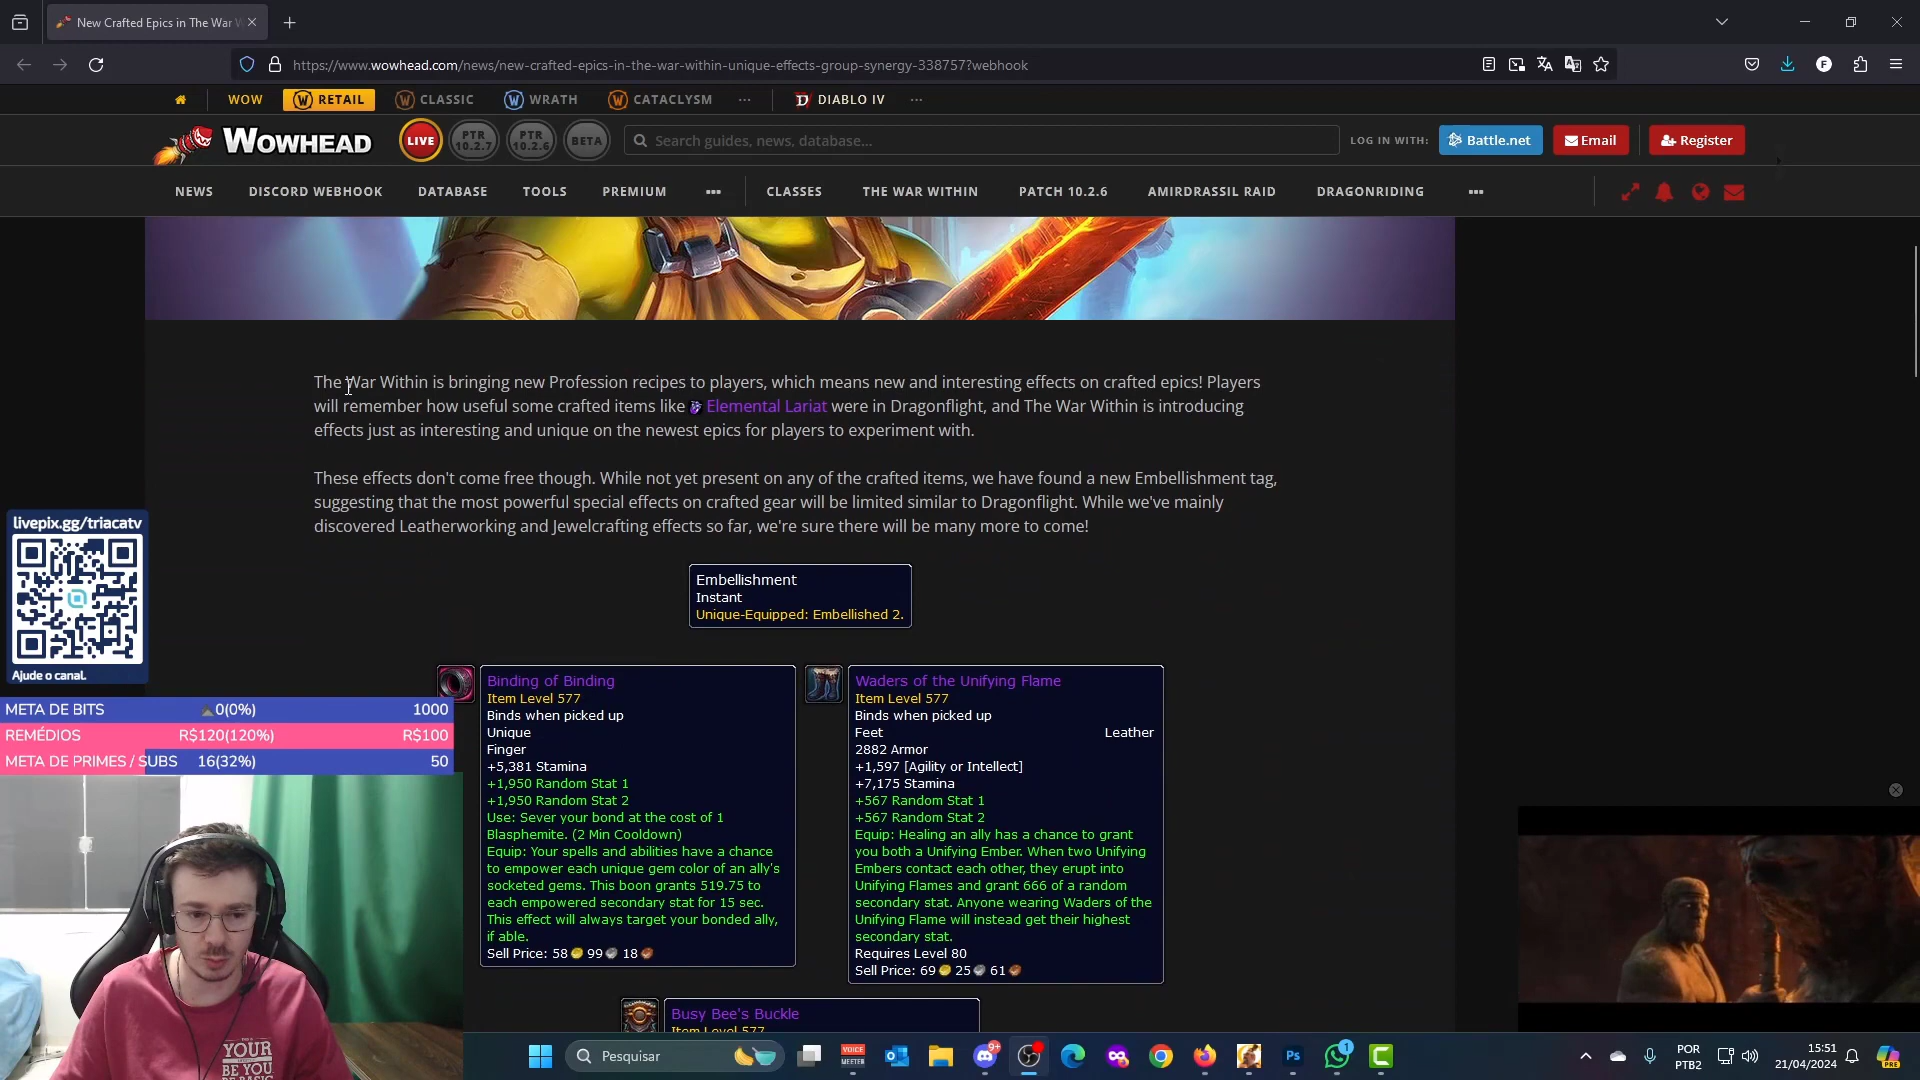 New Crafted Epics in The War W
https://www.wowhead.com/news/new-crafted-epics-in-the-war-within-unique-effects-group-synergy-338757?webhook
WOW
RETAIL
CLASSIC
WRATH
CATACLYSM
DIABLO IV
WOWHEAD
LIVE
PTR
10.2.7
PTR
10.2.6
BETA
Search guides, news, database...
LOG IN WITH:
Battle.net
Email
Register
NEWS
DISCORD WEBHOOK
DATABASE
TOOLS
PREMIUM
CLASSES
THE WAR WITHIN
PATCH 10.2.6
AMIRDRASSIL RAID
DRAGONRIDING
The War Within is bringing new Profession recipes to players, which means new and interesting effects on crafted epics! Players
will remember how useful some crafted items like Elemental Lariat were in Dragonflight, and The War Within is introducing
effects just as interesting and unique on the newest epics for players to experiment with.
These effects don't come free though. While not yet present on any of the crafted items, we have found a new Embellishment tag,
suggesting that the most powerful special effects on crafted gear will be limited similar to Dragonflight. While we've mainly
discovered Leatherworking and Jewelcrafting effects so far, we're sure there will be many more to come!
Embellishment
Instant
Unique-Equipped: Embellished 2.
Binding of Binding
Item Level 577
Binds when picked up
Unique
Finger
+5,381 Stamina
+1,950 Random Stat 1
+1,950 Random Stat 2
Use: Sever your bond at the cost of 1
Blasphemite. (2 Min Cooldown)
Equip: Your spells and abilities have a chance
to empower each unique gem color of an ally's
socketed gems. This boon grants 519.75 to
each empowered secondary stat for 15 sec.
This effect will always target your bonded ally,
if able.
Sell Price: 58 99 18
Waders of the Unifying Flame
Item Level 577
Binds when picked up
Feet Leather
2882 Armor
+1,597 [Agility or Intellect]
+7,175 Stamina
+567 Random Stat 1
+567 Random Stat 2
Equip: Healing an ally has a chance to grant
you both a Unifying Ember. When two Unifying
Embers contact each other, they erupt into
Unifying Flames and grant 666 of a random
secondary stat. Anyone wearing Waders of the
Unifying Flame will instead get their highest
secondary stat.
Requires Level 80
Sell Price: 69 25 61
Busy Bee's Buckle
Item Level 577
livepix.gg/triacatv
Ajude o canal.
META DE BITS 0(0%) 1000
REMÉDIOS R$120(120%) R$100
META DE PRIMES / SUBS 16(32%) 50
YOUR
BE YOU
Pesquisar
VOICE
MEETER
9+
Ps
1
POR
PTB2
15:51
21/04/2024
PRE